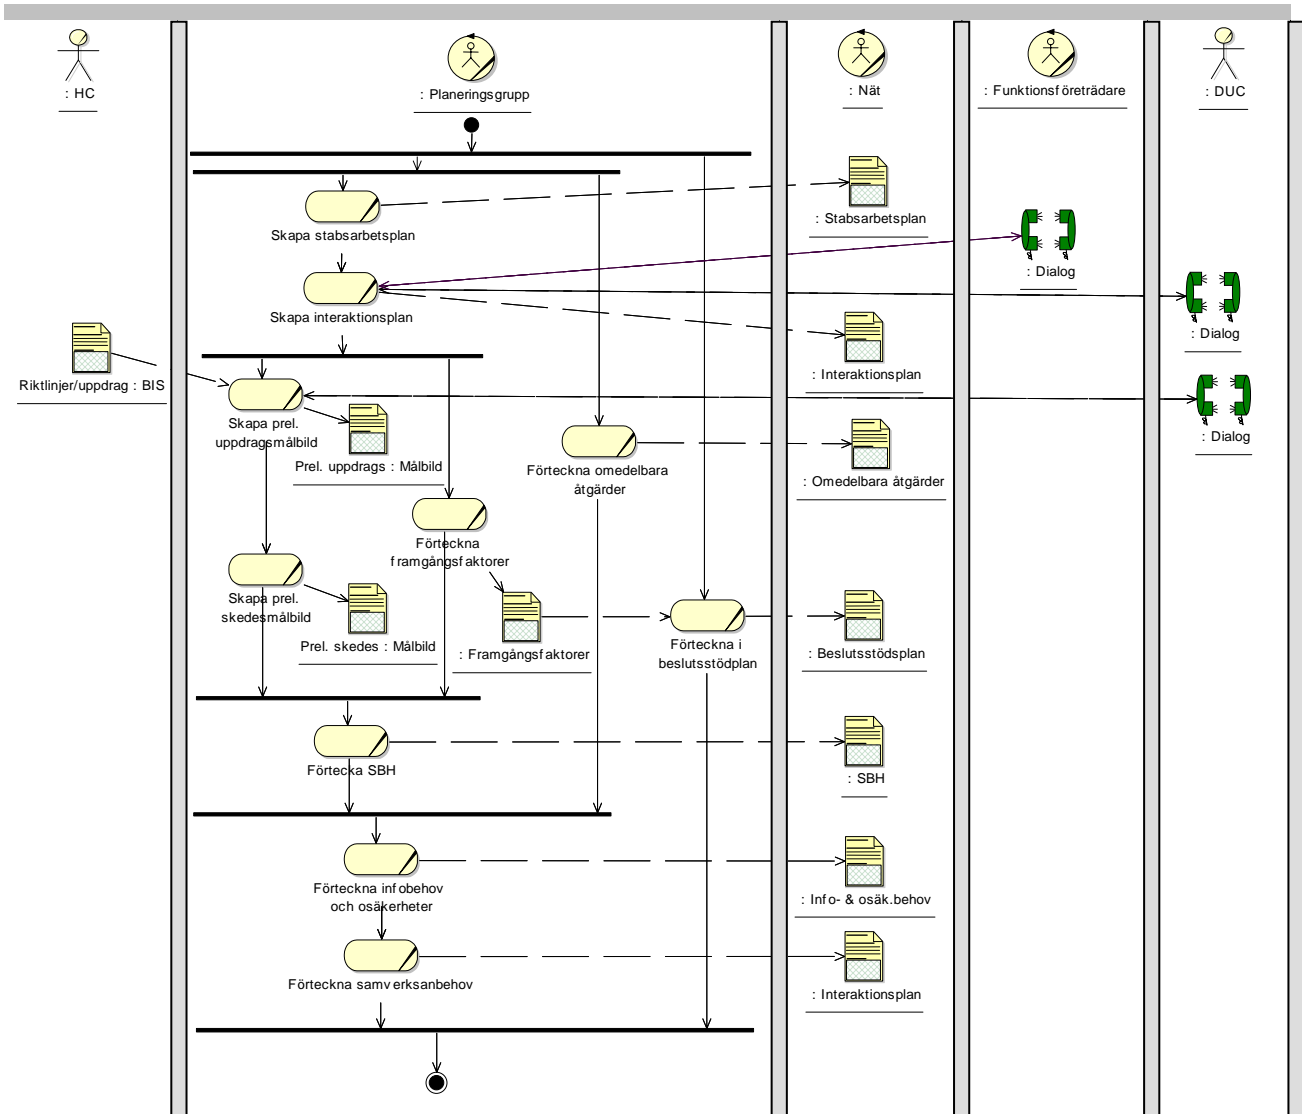 : HC
: Planeringsgrupp
: Nät
: Funktionsföreträdare
: DUC
: Stabsarbetsplan
Skapa stabsarbetsplan
: Dialog
Skapa interaktionsplan
: Dialog
: Interaktionsplan
Riktlinjer/uppdrag : BIS
Skapa prel.
uppdragsmålbild
: Dialog
Prel. uppdrags : Målbild
Förteckna omedelbara
åtgärder
: Omedelbara åtgärder
Förteckna
framgångsfaktorer
Skapa prel.
skedesmålbild
Prel. skedes : Målbild
: Framgångsfaktorer
Förteckna i
beslutsstödplan
: Beslutsstödsplan
Förtecka SBH
: SBH
Förteckna infobehov
och osäkerheter
: Info- & osäk.behov
Förteckna samverksanbehov
: Interaktionsplan